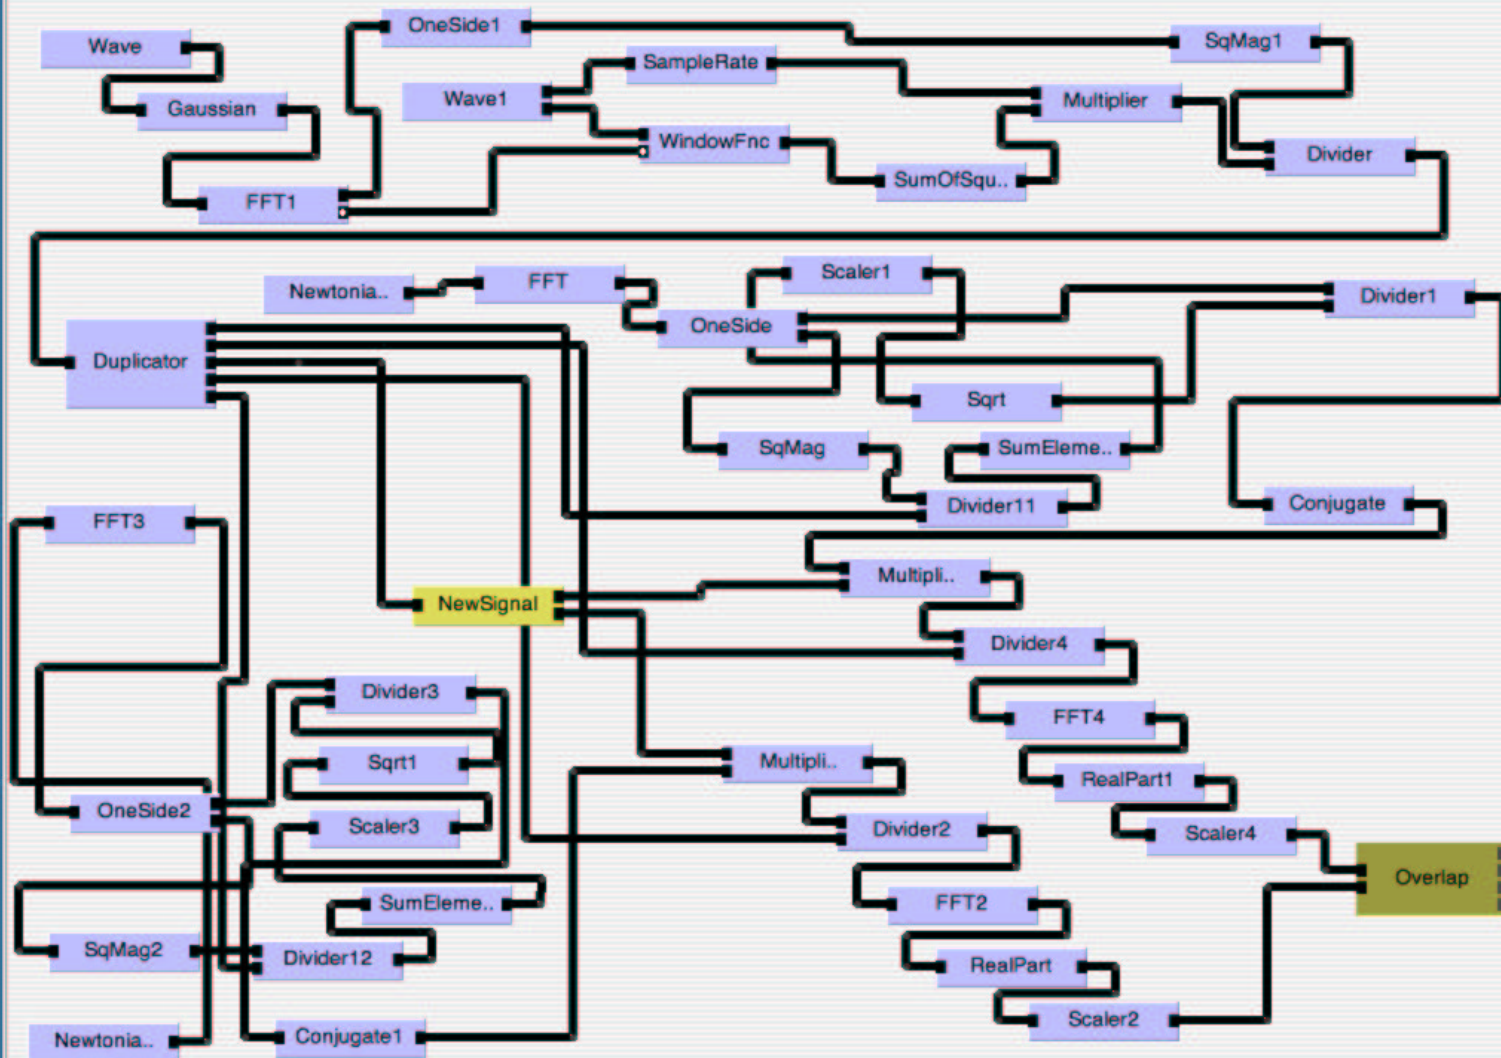 OneSide1
Wave
SqMag1
SampleRate
Wave1
Multiplier
Gaussian
WindowFnc
Divider
SumOfSqu..
FFT1
Scaler1
Newtonia..
FFT
Divider1
OneSide
Duplicator
Sqrt
SqMag
SumEleme..
Divider11
Conjugate
FFT3
Multipli..
NewSignal
Divider4
Divider3
FFT4
Sqrt1
Multipli..
RealPart1
OneSide2
Scaler3
Divider2
Scaler4
Overlap
SumEleme..
FFT2
SqMag2
Divider12
RealPart
Scaler2
Newtonia..
Conjugate1